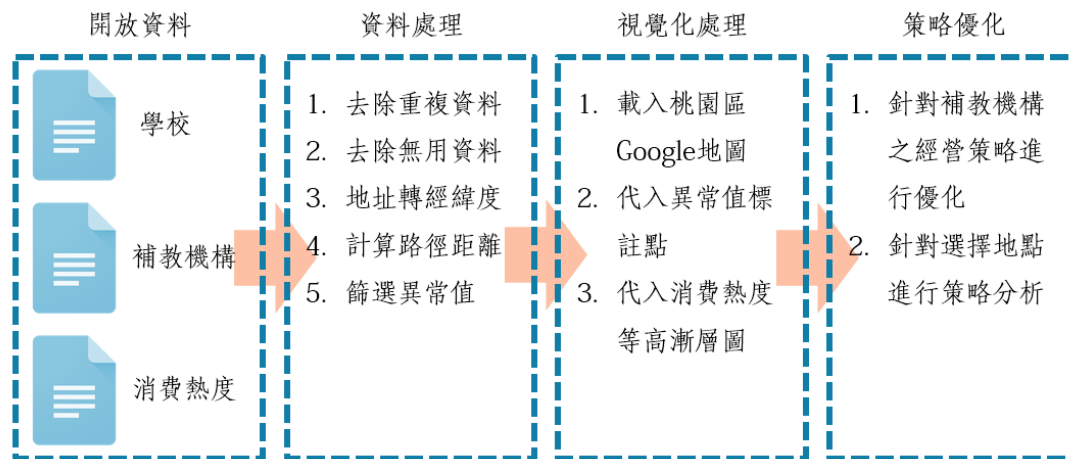 開放資料
學校
補教機構
消費熱度
資料處理
1. 去除重複資料
2. 去除無用資料
3. 地址轉經緯度
4. 計算路徑距離
5. 篩選異常值
視覺化處理
1. 載入桃園區
Google地圖
2. 代入異常值標
註點
3. 代入消費熱度
等高漸層圖
策略優化
1. 針對補教機構
之經營策略進
行優化
2. 針對選擇地點
進行策略分析